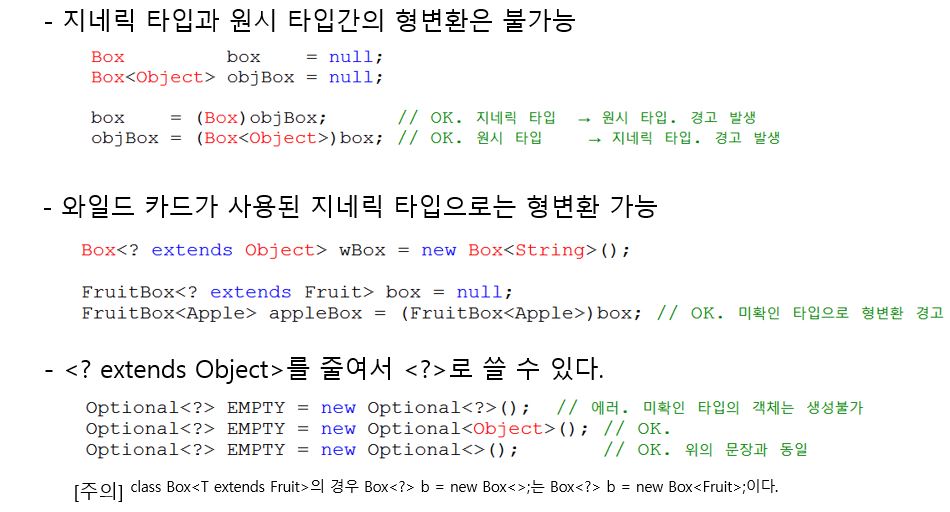 - 지네릭 타입과 원시 타입간의 형변환은 불가능
Box box = null;
Box<Object> objBox = null;
box = (Box)objBox; // OK. 지네릭 타입 → 원시 타입. 경고 발생
objBox = (Box<Object>)box; // OK. 원시 타입 → 지네릭 타입. 경고 발생
- 와일드 카드가 사용된 지네릭 타입으로는 형변환 가능
Box<? extends Object> wBox = new Box<String>();
FruitBox<? extends Fruit> box = null;
FruitBox<Apple> appleBox = (FruitBox<Apple>)box; // OK. 미확인 타입으로 형변환 경고
- <? extends Object>를 줄여서 <?>로 쓸 수 있다.
Optional<?> EMPTY = new Optional<?>(); // 에러. 미확인 타입의 객체는 생성불가
Optional<?> EMPTY = new Optional<Object>(); // OK.
Optional<?> EMPTY = new Optional<>(); // OK. 위의 문장과 동일
[주의] class Box<T extends Fruit>의 경우 Box<?> b = new Box<>;는 Box<?> b = new Box<Fruit>;이다.